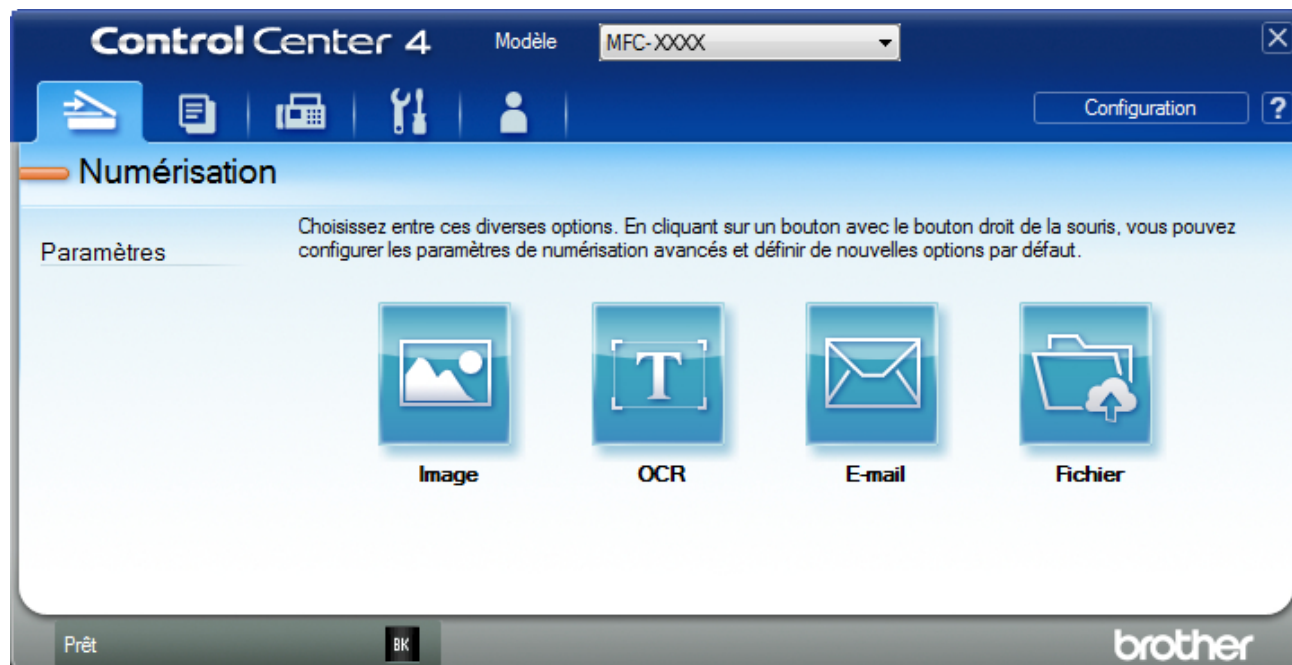 Control Center 4 Modèle MFC-XXXX
Configuration ?
Numérisation
Paramètres
Choisissez entre ces diverses options. En cliquant sur un bouton avec le bouton droit de la souris, vous pouvez
configurer les paramètres de numérisation avancés et définir de nouvelles options par défaut.
T
Image OCR E-mail Fichier
Prêt BK brother